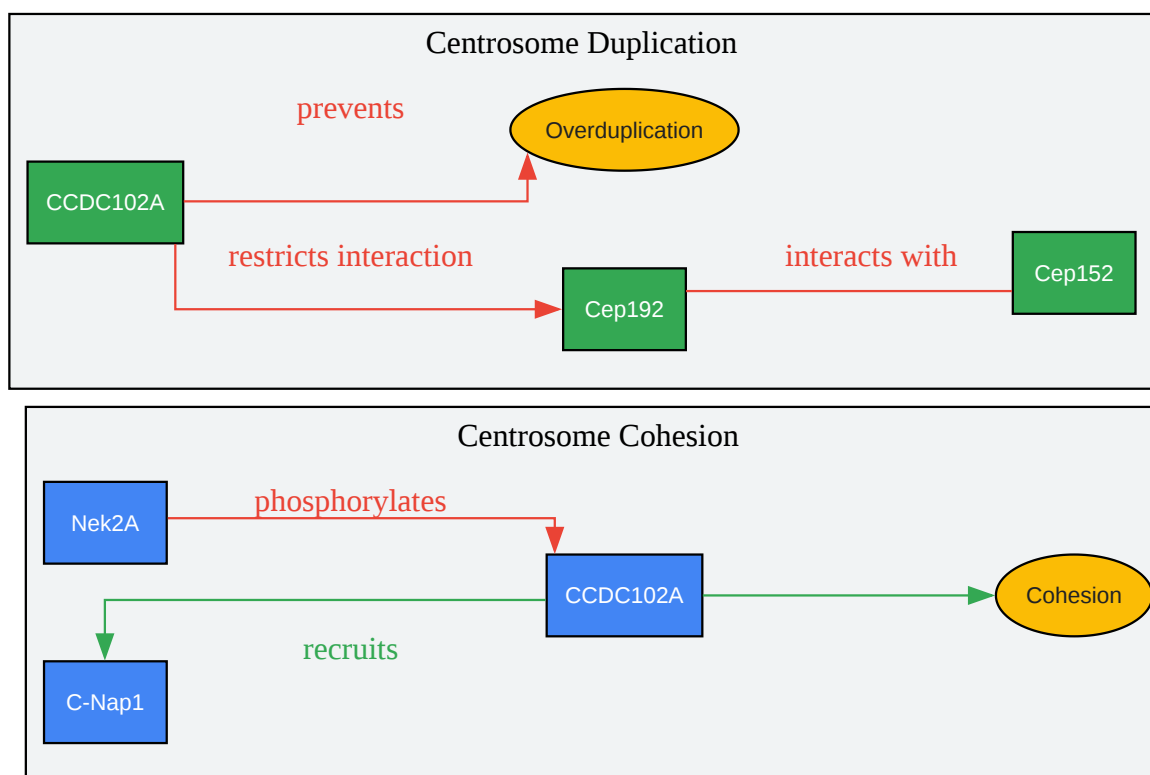 Centrosome Duplication
prevents
Overduplication
CCDC102A
restricts interaction
interacts with
Cep152
Cep192
Centrosome Cohesion
Nek2A
phosphorylates
CCDC102A
Cohesion
recruits
C-Nap1